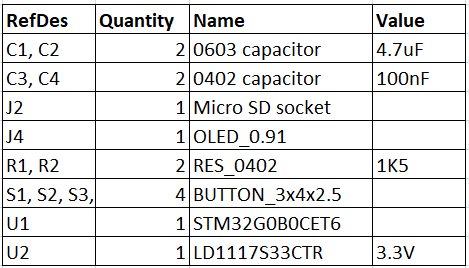 RefDes Quantity Name Value
C1, C2 2 0603 capacitor 4.7uF
C3, C4 2 0402 capacitor 100nF
J2 1 Micro SD socket
J4 1 OLED_0.91
R1, R2 2 RES_0402 1K5
S1, S2, S3, 4 BUTTON_3x4x2.5
U1 1 STM32G0B0CET6
U2 1 LD1117S33CTR 3.3V